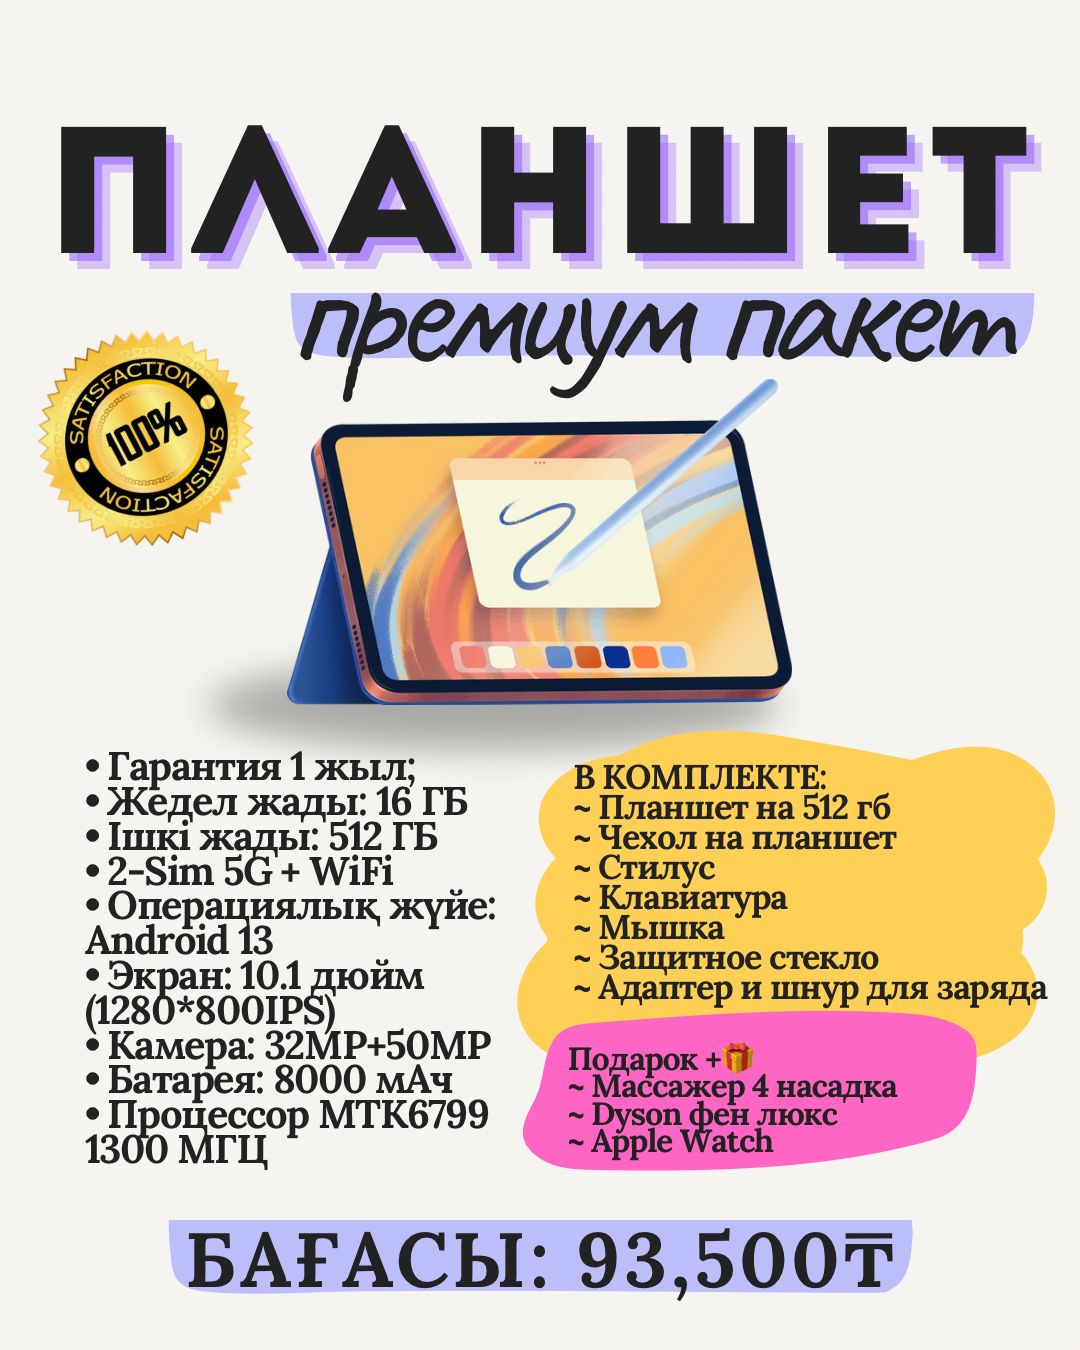 ПЛАНШЕТ
премиум пакет
SATISFACTION
100%
SATISFACTION
• Гарантия 1 жыл;
• Жедел жады: 16 ГБ
• Ішкі жады: 512 ГБ
• 2-Sim 5G + WiFi
• Операциялық жүйе:
Android 13
• Экран: 10.1 дюйм
(1280*800IPS)
• Камера: 32MP+50MP
• Батарея: 8000 мАч
• Процессор МТК6799
1300 МГЦ
В КОМПЛЕКТЕ:
~ Планшет на 512 гб
~ Чехол на планшет
~ Стилус
~ Клавиатура
~ Мышка
~ Защитное стекло
~ Адаптер и шнур для заряда
Подарок +🎁
~ Массажер 4 насадка
~ Dyson фен люкс
~ Apple Watch
БАҒАСЫ: 93,500₸